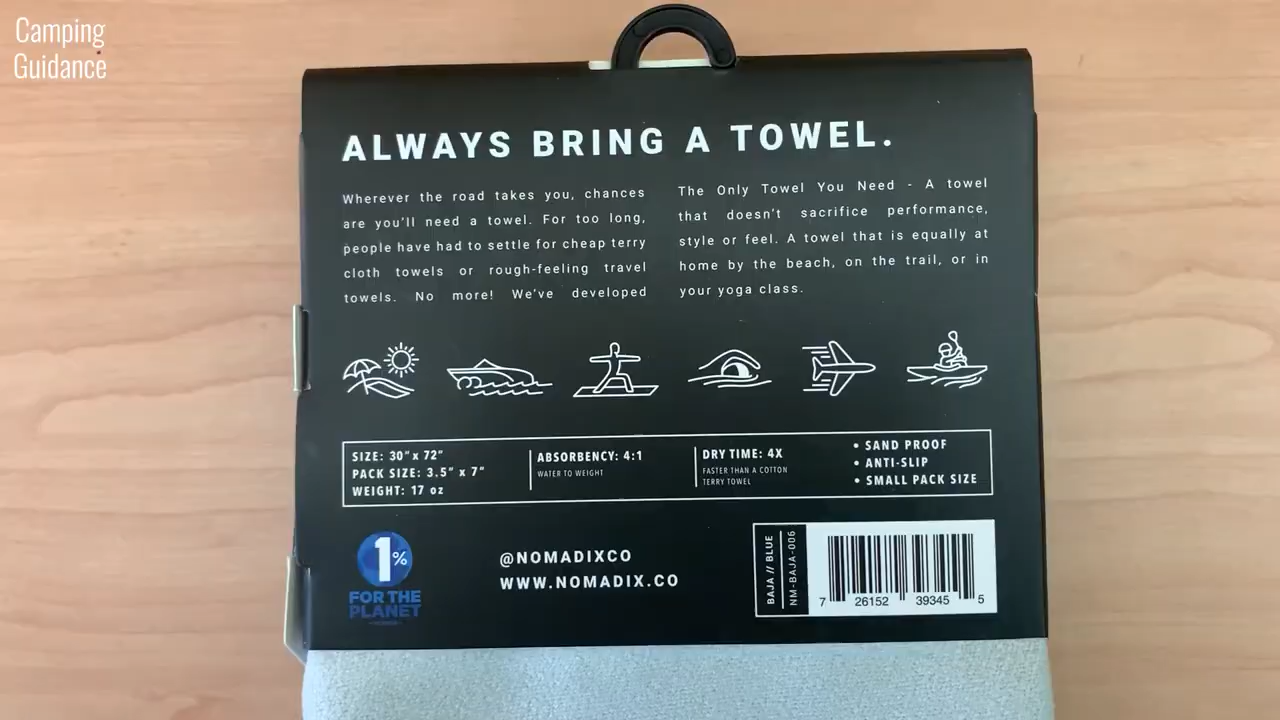 Camping
Guidance
ALWAYS BRING A TOWEL.
Wherever the road takes you, chances
are you'll need a towel. For too long,
people have had to settle for cheap terry
cloth towels or rough-feeling travel
towels. No more! We've developed
The Only Towel You Need - A towel
that doesn't sacrifice performance,
style or feel. A towel that is equally at
home by the beach, on the trail, or in
your yoga class.
SIZE: 30" x 72"
PACK SIZE: 3.5" x 7"
WEIGHT: 17 oz
ABSORBENCY: 4:1
WATER TO WEIGHT
DRY TIME: 4X
FASTER THAN A COTTON
TERRY TOWEL
• SAND PROOF
• ANTI-SLIP
• SMALL PACK SIZE
1%
FOR THE
PLANET
@NOMADIXCO
WWW.NOMADIX.CO
BAJA // BLUE
NM-BAJA-006
7 26152 39345 5